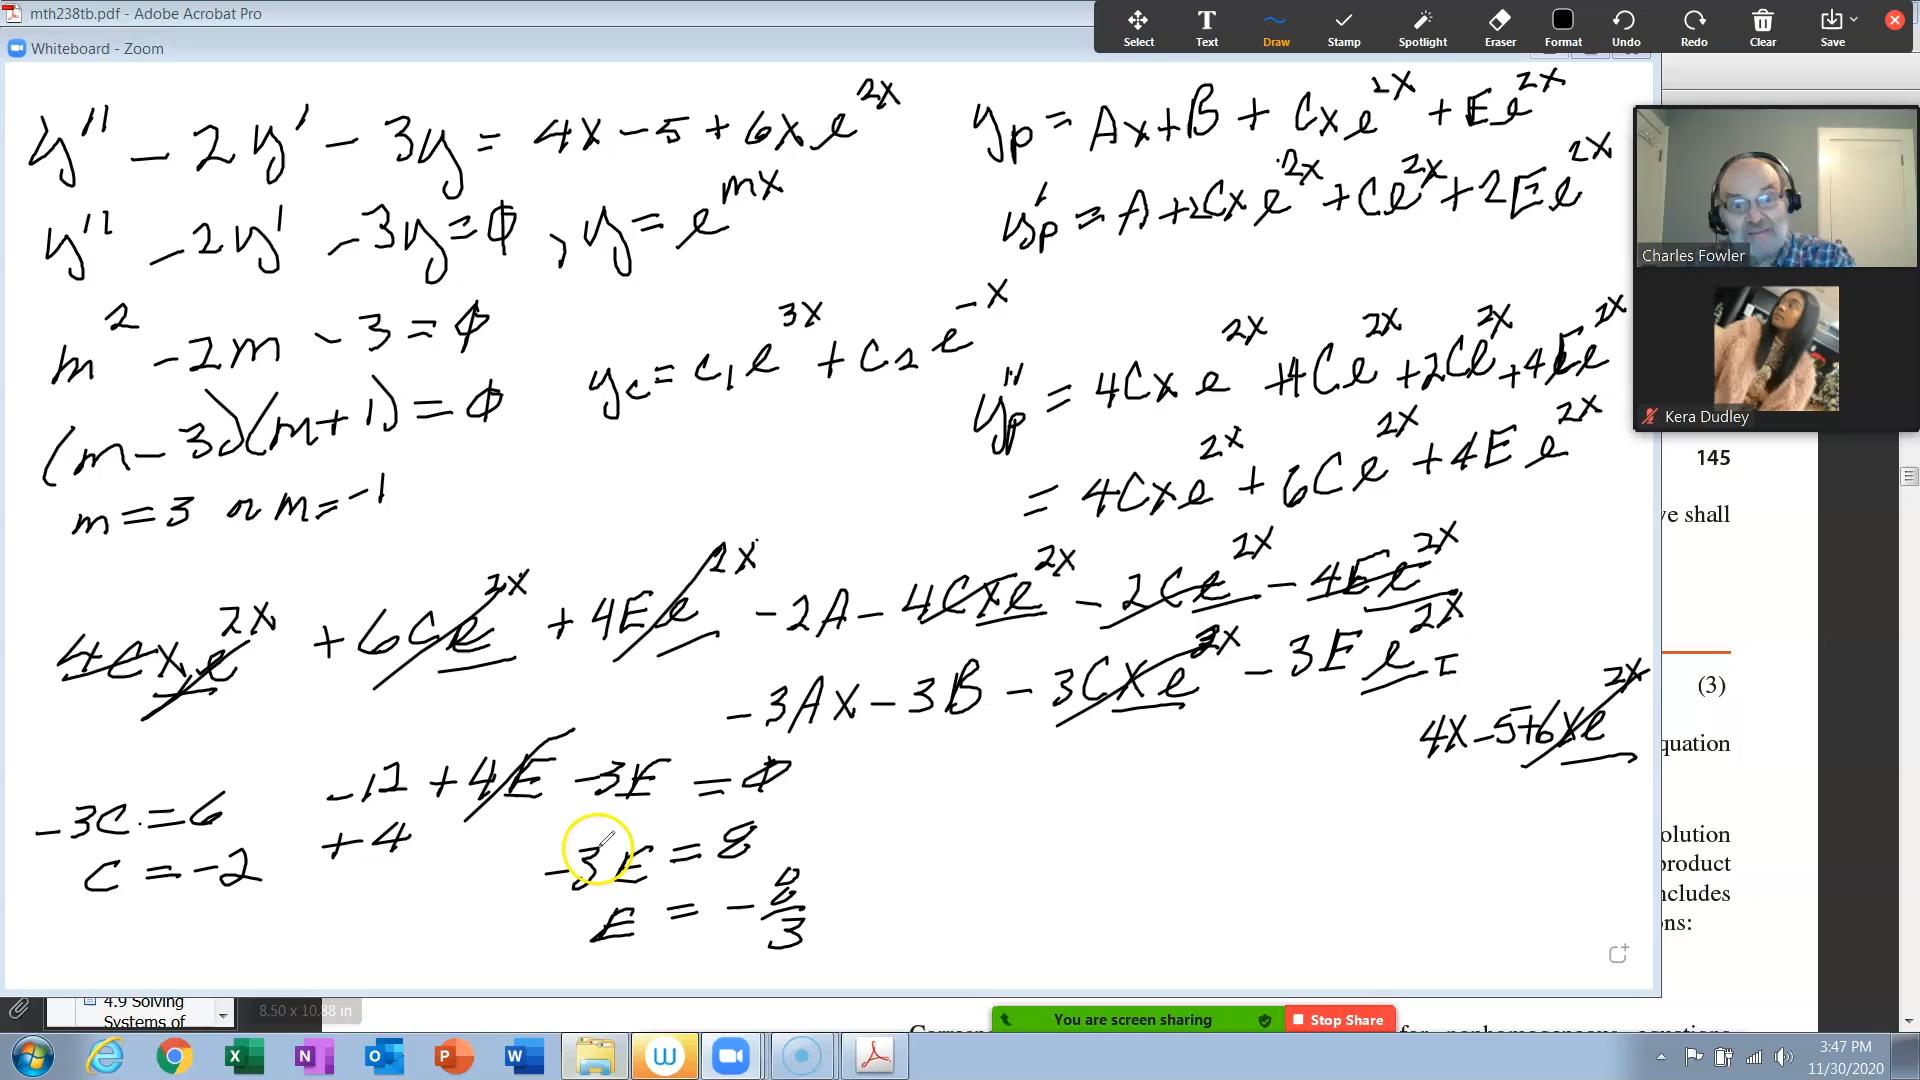 mth238tb.pdf - Adobe Acrobat Pro
Select Text Draw Stamp Spotlight Eraser Format Undo Redo Clear Save
Whiteboard - Zoom
y'' - 2y' - 3y = 4x - 5 + 6xe^2x
y'' - 2y' - 3y = 0, y = e^mx
m^2 - 2m - 3 = 0
(m - 3)(m + 1) = 0
m = 3 or m = -1
yc = c1e^3x + c2e^-x
yp = Ax + B + Cxe^2x + Ee^2x
y'p = A + 2Cxe^2x + Ce^2x + 2Ee^2x
y''p = 4Cxe^2x + 4Ce^2x + 2Ce^2x + 4Ee^2x
= 4Cxe^2x + 6Ce^2x + 4Ee^2x
4Cxe^2x + 6Ce^2x + 4Ee^2x - 2A - 4Cxe^2x - 2Ce^2x - 4Ee^2x
- 3Ax - 3B - 3Cxe^2x - 3Ee^2x =
4x - 5 + 6xe^2x
-3C = 6
C = -2
-12 + 4E - 3E = 0
+ 4
-3E = 8
E = -8/3
Charles Fowler
Kera Dudley
145
ve shall
(3)
quation
olution
product
ncludes
ons:
4.9 Solving
Systems of
8.50 x 10.88 in
You are screen sharing
Stop Share
3:47 PM
11/30/2020